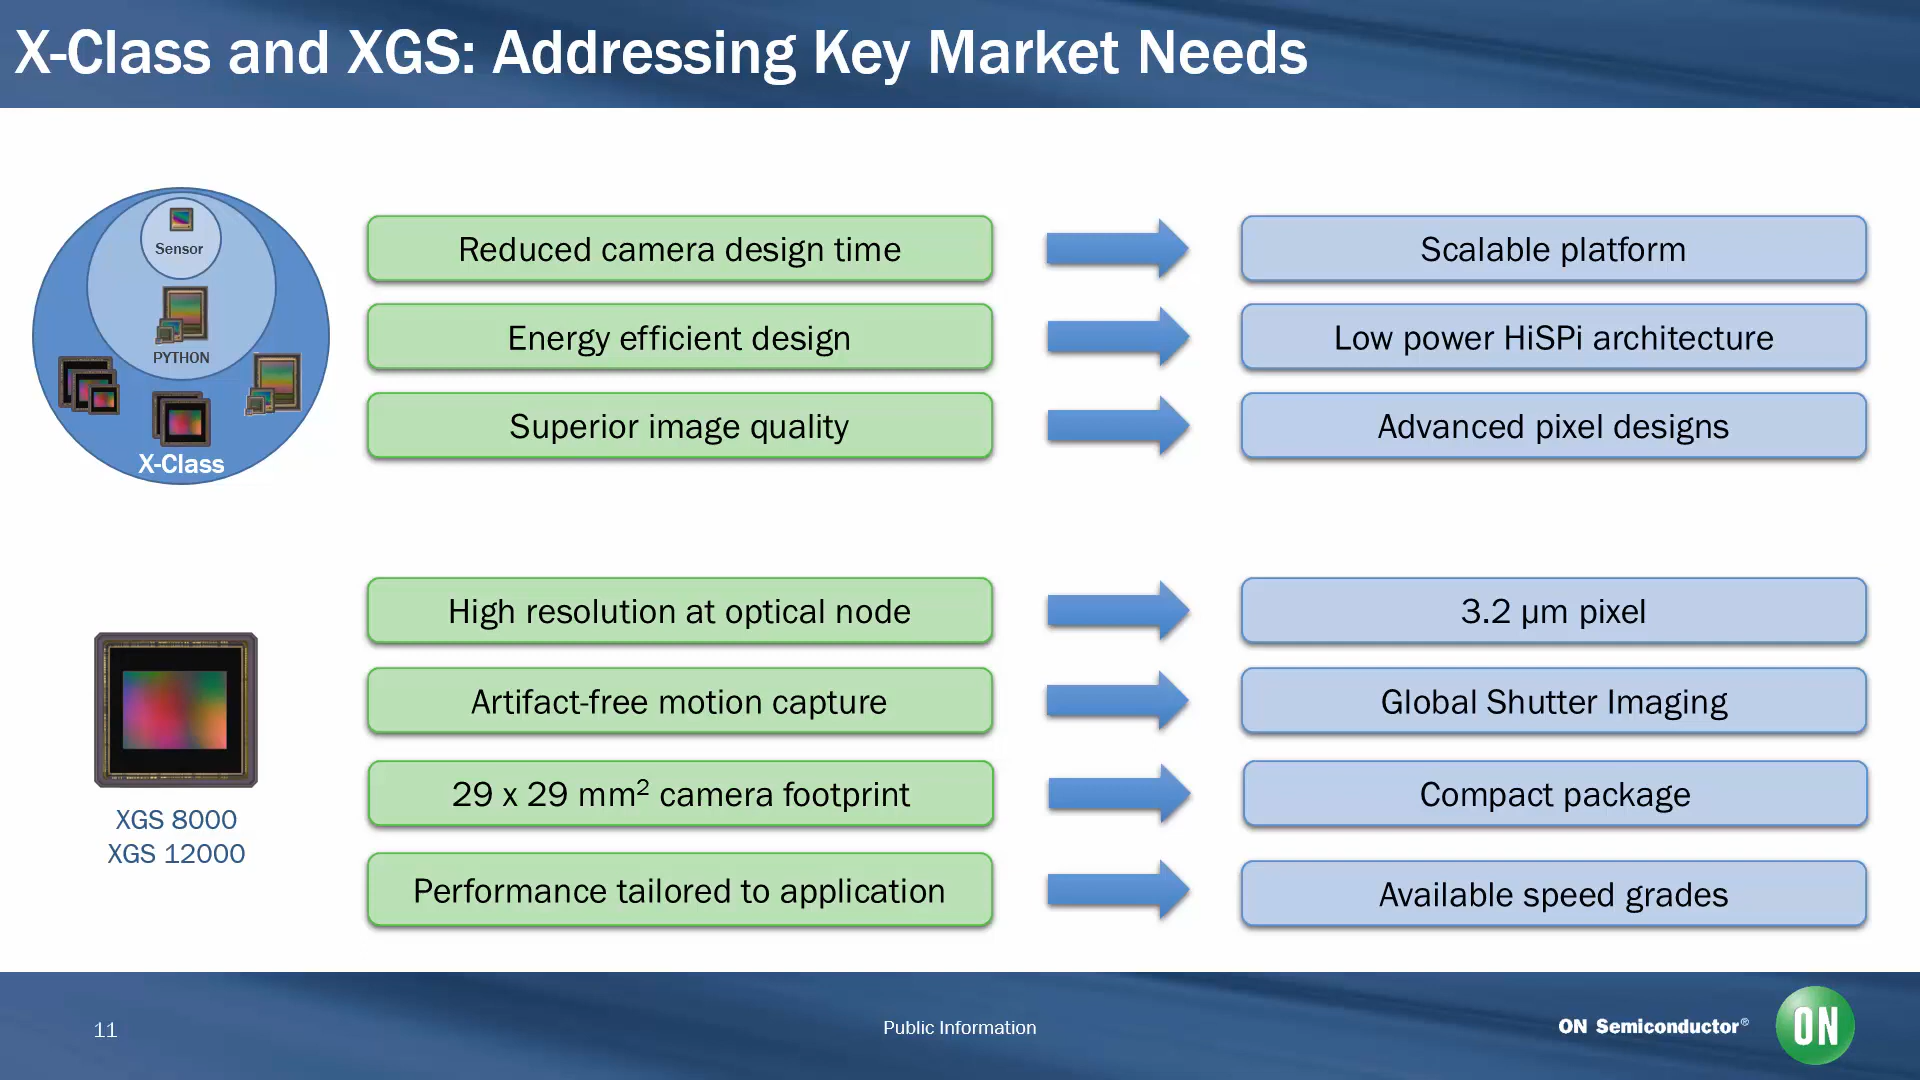 X-Class and XGS: Addressing Key Market Needs
Sensor
PYTHON
X-Class
Reduced camera design time
Scalable platform
Energy efficient design
Low power HiSPi architecture
Superior image quality
Advanced pixel designs
XGS 8000
XGS 12000
High resolution at optical node
3.2 µm pixel
Artifact-free motion capture
Global Shutter Imaging
29 x 29 mm² camera footprint
Compact package
Performance tailored to application
Available speed grades
11
Public Information
ON Semiconductor®
ON